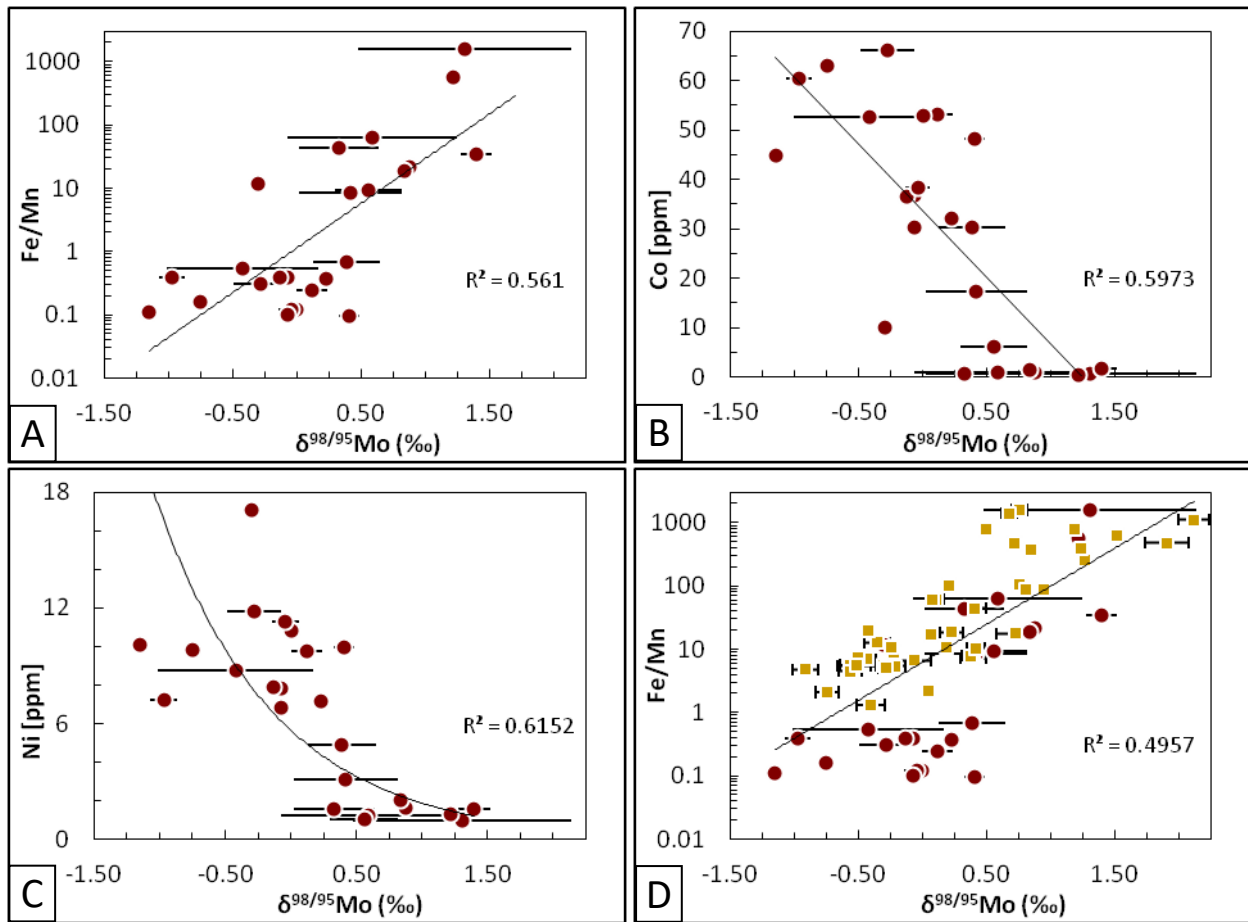 1000
100
10
1
0.1
0.01
Fe/Mn
R² = 0.561
-1.50 -0.50 0.50 1.50
δ98/95Mo (‰)
A
70
60
50
40
30
20
10
0
Co [ppm]
R² = 0.5973
-1.50 -0.50 0.50 1.50
δ98/95Mo (‰)
B
18
12
6
0
Ni [ppm]
R² = 0.6152
-1.50 -0.50 0.50 1.50
δ98/95Mo (‰)
C
1000
100
10
1
0.1
0.01
Fe/Mn
R² = 0.4957
-1.50 -0.50 0.50 1.50
δ98/95Mo (‰)
D